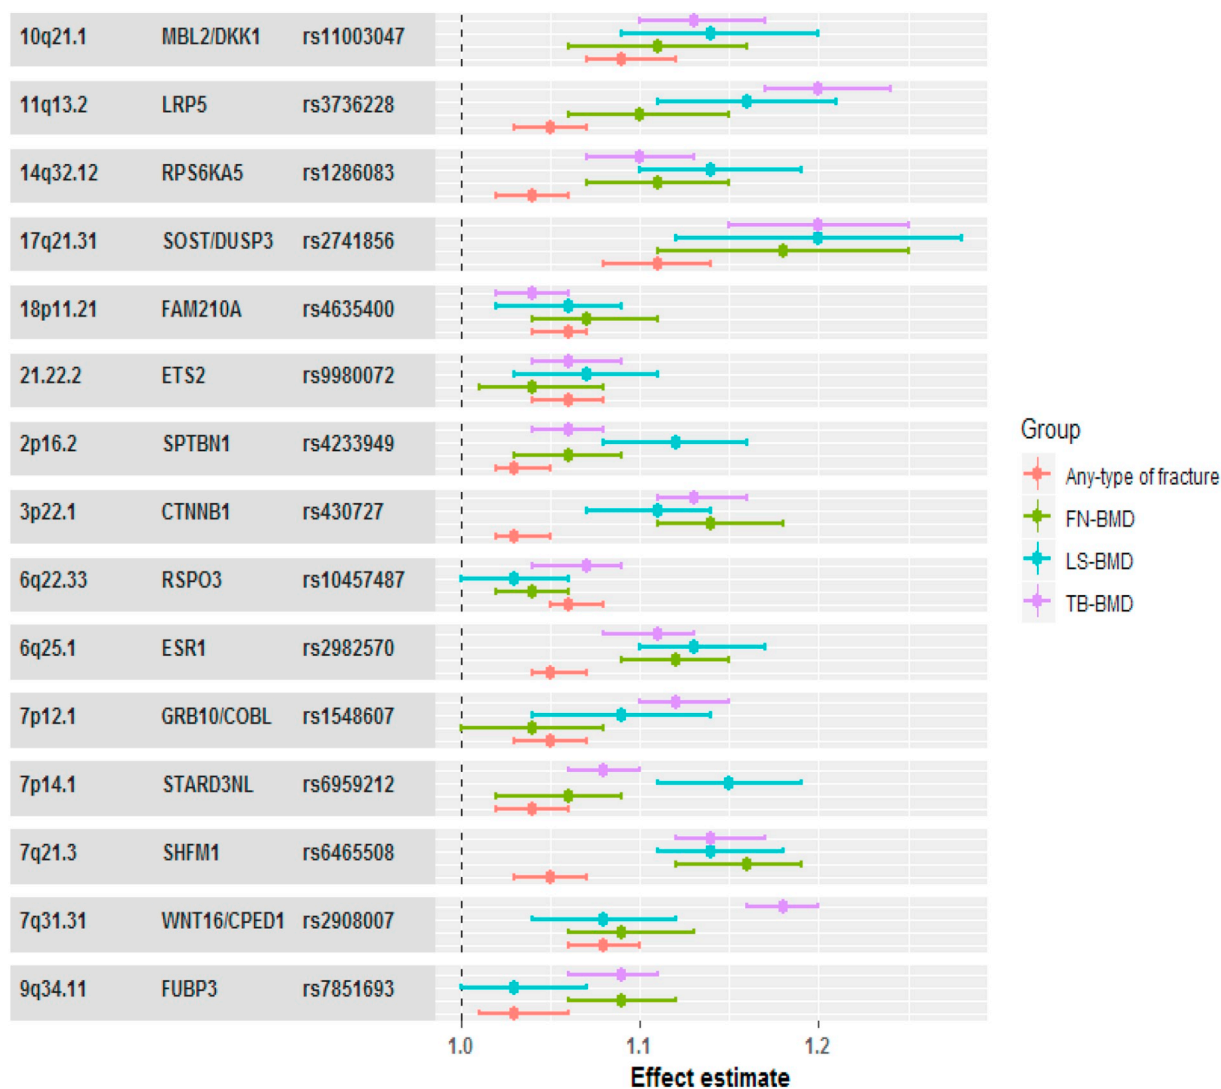 10q21.1 MBL2/DKK1 rs11003047
11q13.2 LRP5 rs3736228
14q32.12 RPS6KA5 rs1286083
17q21.31 SOST/DUSP3 rs2741856
18p11.21 FAM210A rs4635400
21.22.2 ETS2 rs9980072
2p16.2 SPTBN1 rs4233949
3p22.1 CTNNB1 rs430727
6q22.33 RSPO3 rs10457487
6q25.1 ESR1 rs2982570
7p12.1 GRB10/COBL rs1548607
7p14.1 STARD3NL rs6959212
7q21.3 SHFM1 rs6465508
7q31.31 WNT16/CPED1 rs2908007
9q34.11 FUBP3 rs7851693
1.0 1.1 1.2
Effect estimate
Group
Any-type of fracture
FN-BMD
LS-BMD
TB-BMD